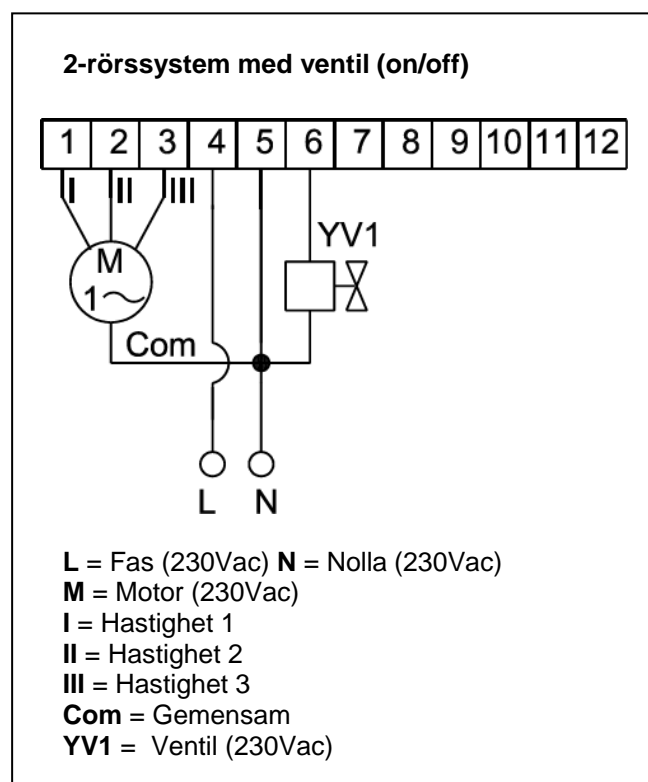 2-rörssystem med ventil (on/off)
1 2 3 4 5 6 7 8 9 10 11 12
I II III
YV1
M
1~
Com
L N
L = Fas (230Vac) N = Nolla (230Vac)
M = Motor (230Vac)
I = Hastighet 1
II = Hastighet 2
III = Hastighet 3
Com = Gemensam
YV1 = Ventil (230Vac)